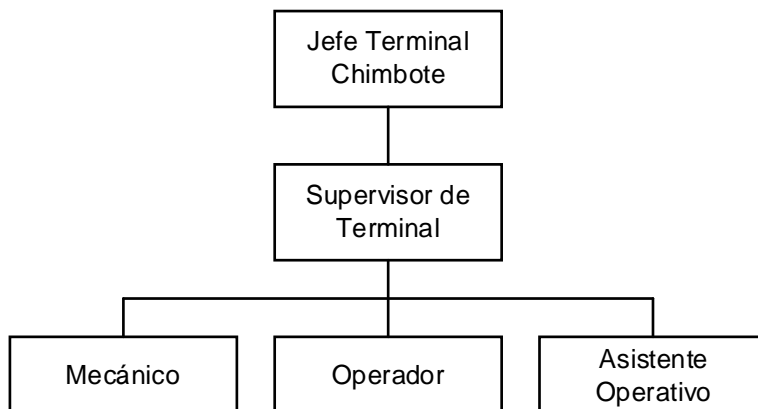 Jefe Terminal
Chimbote
Supervisor de
Terminal
Mecánico
Operador
Asistente
Operativo